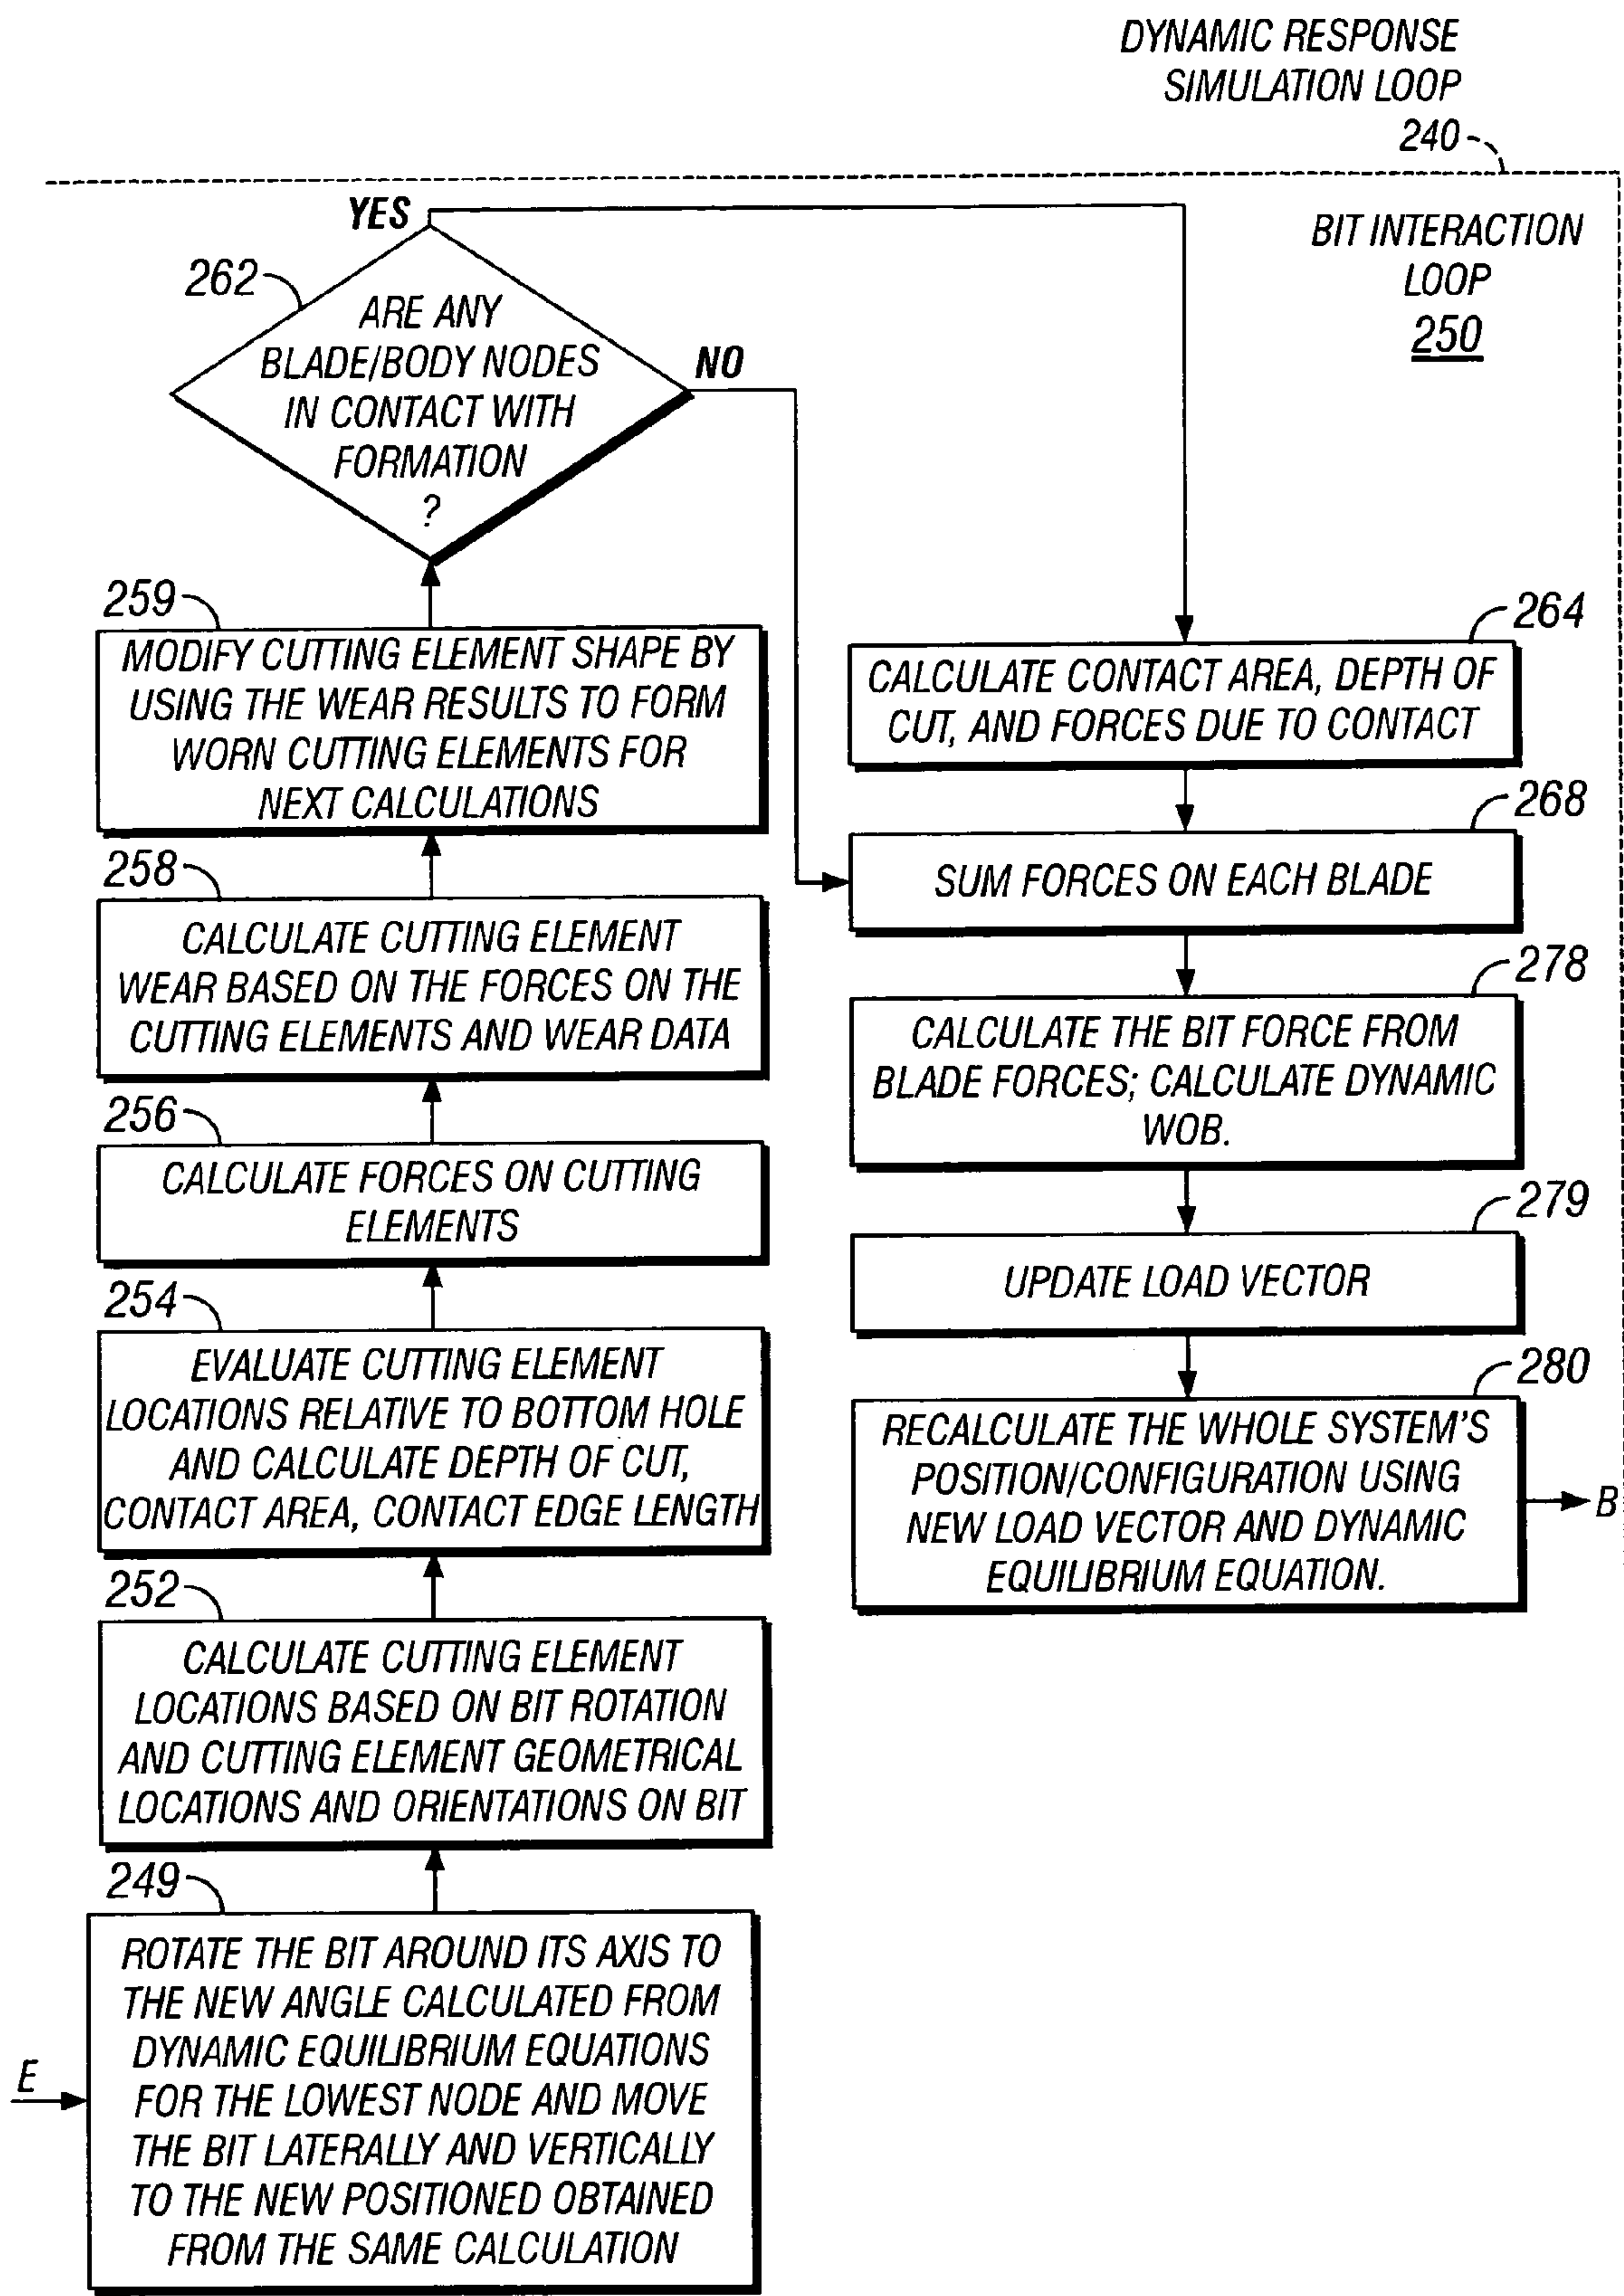 DYNAMIC RESPONSE
SIMULATION LOOP
240
BIT INTERACTION
LOOP
250
YES
262
ARE ANY
BLADE/BODY NODES
IN CONTACT WITH
FORMATION
?
NO
259
MODIFY CUTTING ELEMENT SHAPE BY
USING THE WEAR RESULTS TO FORM
WORN CUTTING ELEMENTS FOR
NEXT CALCULATIONS
258
CALCULATE CUTTING ELEMENT
WEAR BASED ON THE FORCES ON THE
CUTTING ELEMENTS AND WEAR DATA
256
CALCULATE FORCES ON CUTTING
ELEMENTS
254
EVALUATE CUTTING ELEMENT
LOCATIONS RELATIVE TO BOTTOM HOLE
AND CALCULATE DEPTH OF CUT,
CONTACT AREA, CONTACT EDGE LENGTH
252
CALCULATE CUTTING ELEMENT
LOCATIONS BASED ON BIT ROTATION
AND CUTTING ELEMENT GEOMETRICAL
LOCATIONS AND ORIENTATIONS ON BIT
249
E
ROTATE THE BIT AROUND ITS AXIS TO
THE NEW ANGLE CALCULATED FROM
DYNAMIC EQUILIBRIUM EQUATIONS
FOR THE LOWEST NODE AND MOVE
THE BIT LATERALLY AND VERTICALLY
TO THE NEW POSITIONED OBTAINED
FROM THE SAME CALCULATION
264
CALCULATE CONTACT AREA, DEPTH OF
CUT, AND FORCES DUE TO CONTACT
268
SUM FORCES ON EACH BLADE
278
CALCULATE THE BIT FORCE FROM
BLADE FORCES; CALCULATE DYNAMIC
WOB.
279
UPDATE LOAD VECTOR
280
RECALCULATE THE WHOLE SYSTEM'S
POSITION/CONFIGURATION USING
NEW LOAD VECTOR AND DYNAMIC
EQUILIBRIUM EQUATION.
B